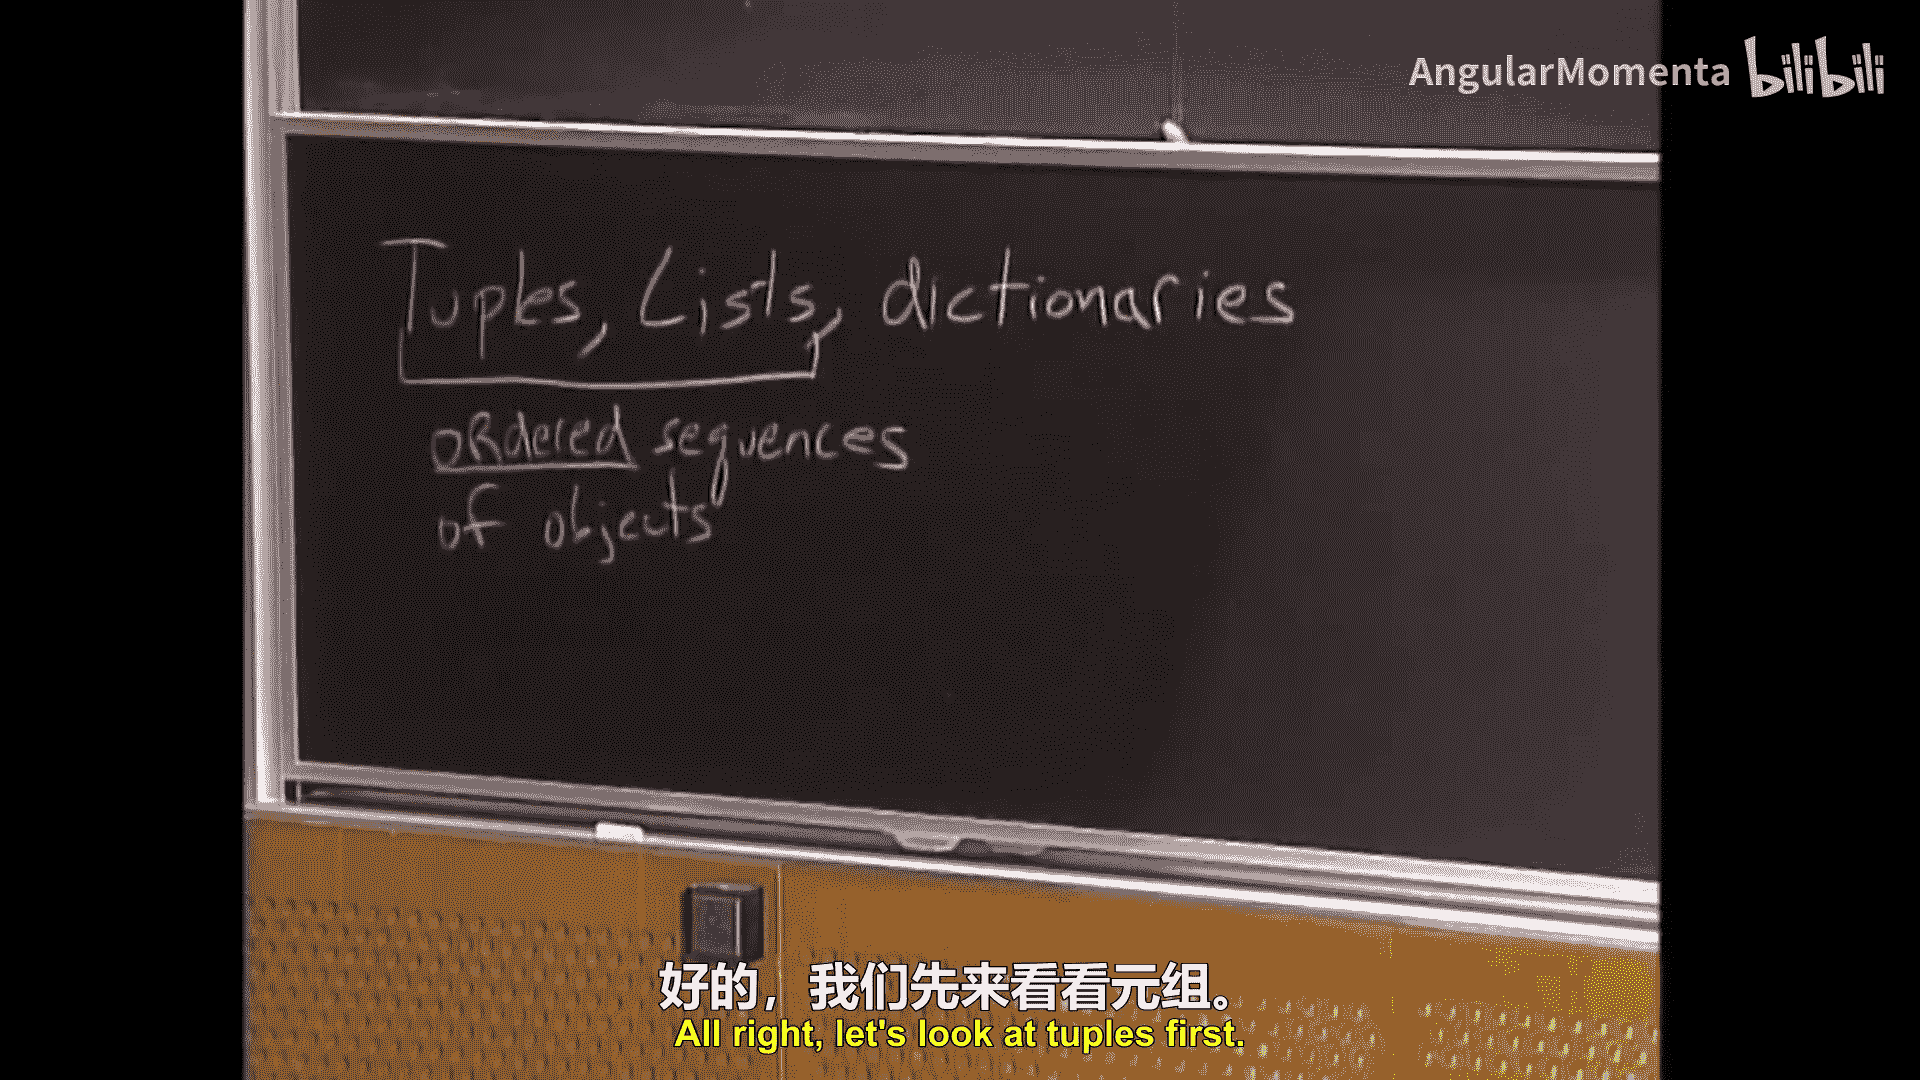 AngularMomenta bilibili
Tuples, Lists, dictionaries
oRdered sequences
of objects
好的，我们先来看看元组。
All right, let's look at tuples first.